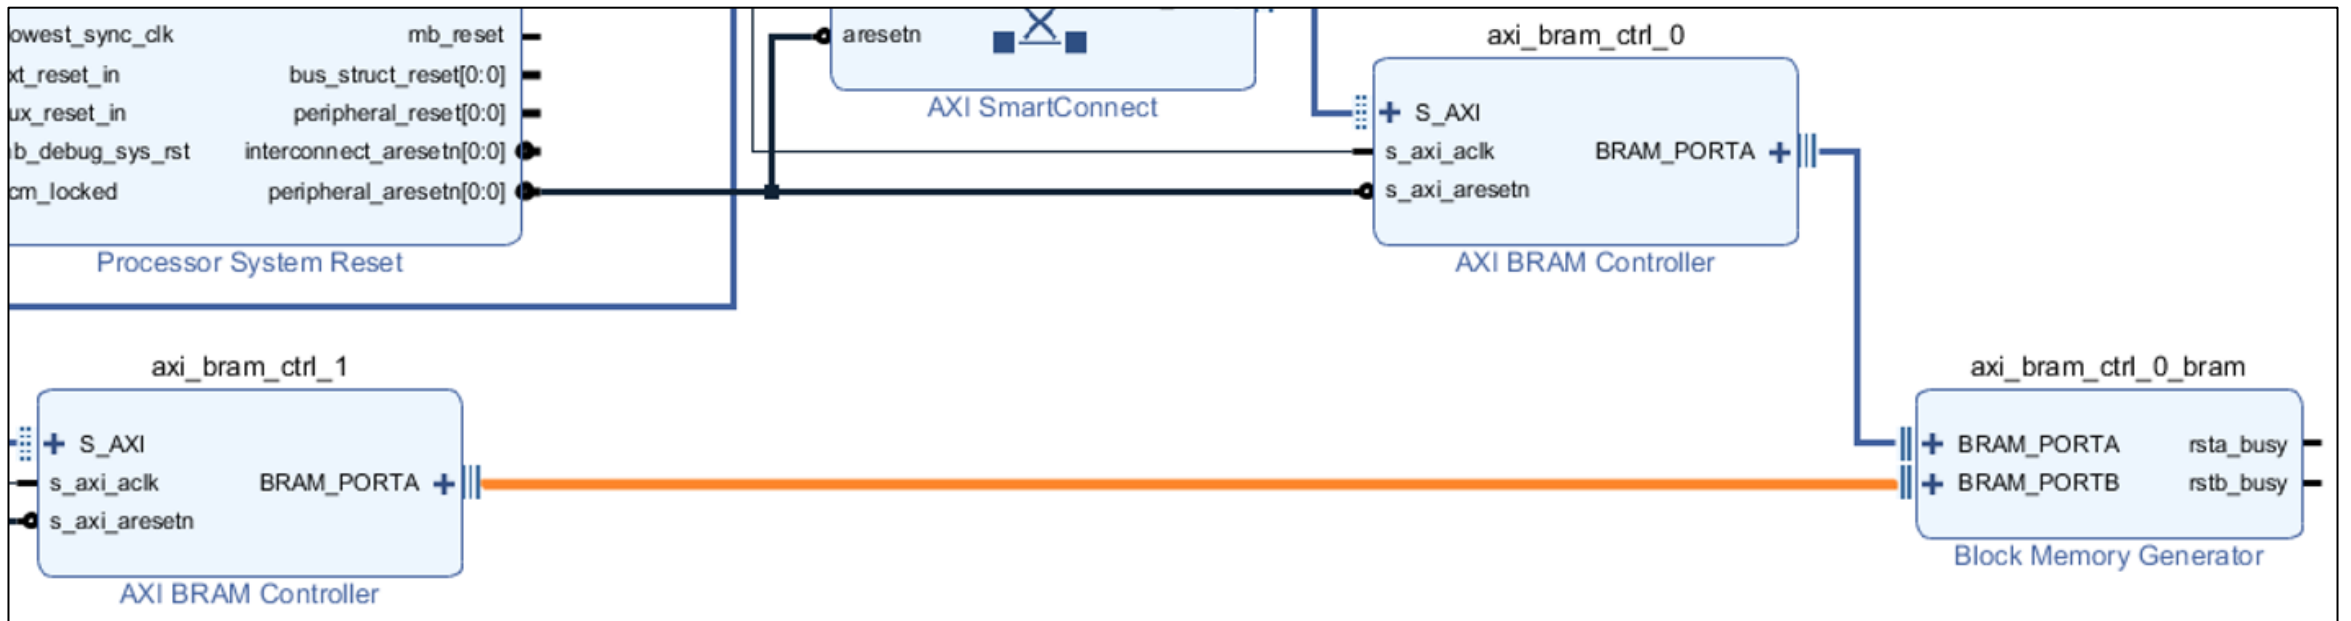 owest_sync_clk mb_reset
xt_reset_in bus_struct_reset[0:0]
ux_reset_in peripheral_reset[0:0]
b_debug_sys_rst interconnect_aresetn[0:0]
cm_locked peripheral_aresetn[0:0]
Processor System Reset
aresetn
AXI SmartConnect
axi_bram_ctrl_0
S_AXI
s_axi_aclk BRAM_PORTA
s_axi_aresetn
AXI BRAM Controller
axi_bram_ctrl_1
S_AXI
s_axi_aclk BRAM_PORTA
s_axi_aresetn
AXI BRAM Controller
axi_bram_ctrl_0_bram
BRAM_PORTA rsta_busy
BRAM_PORTB rstb_busy
Block Memory Generator